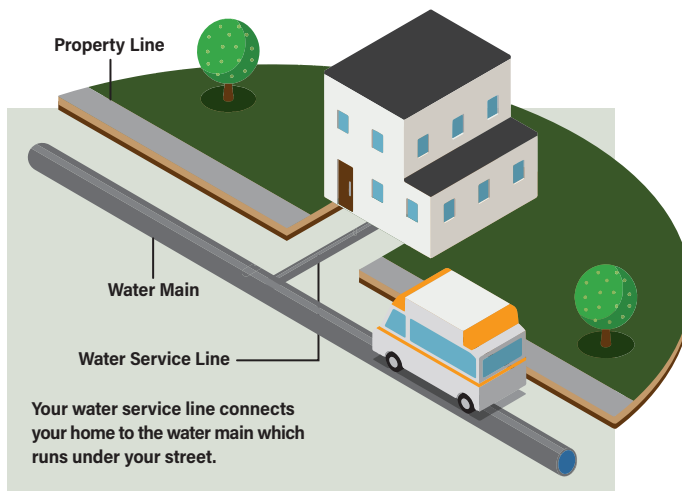 Property Line
Water Main
Water Service Line
Your water service line connects
your home to the water main which
runs under your street.